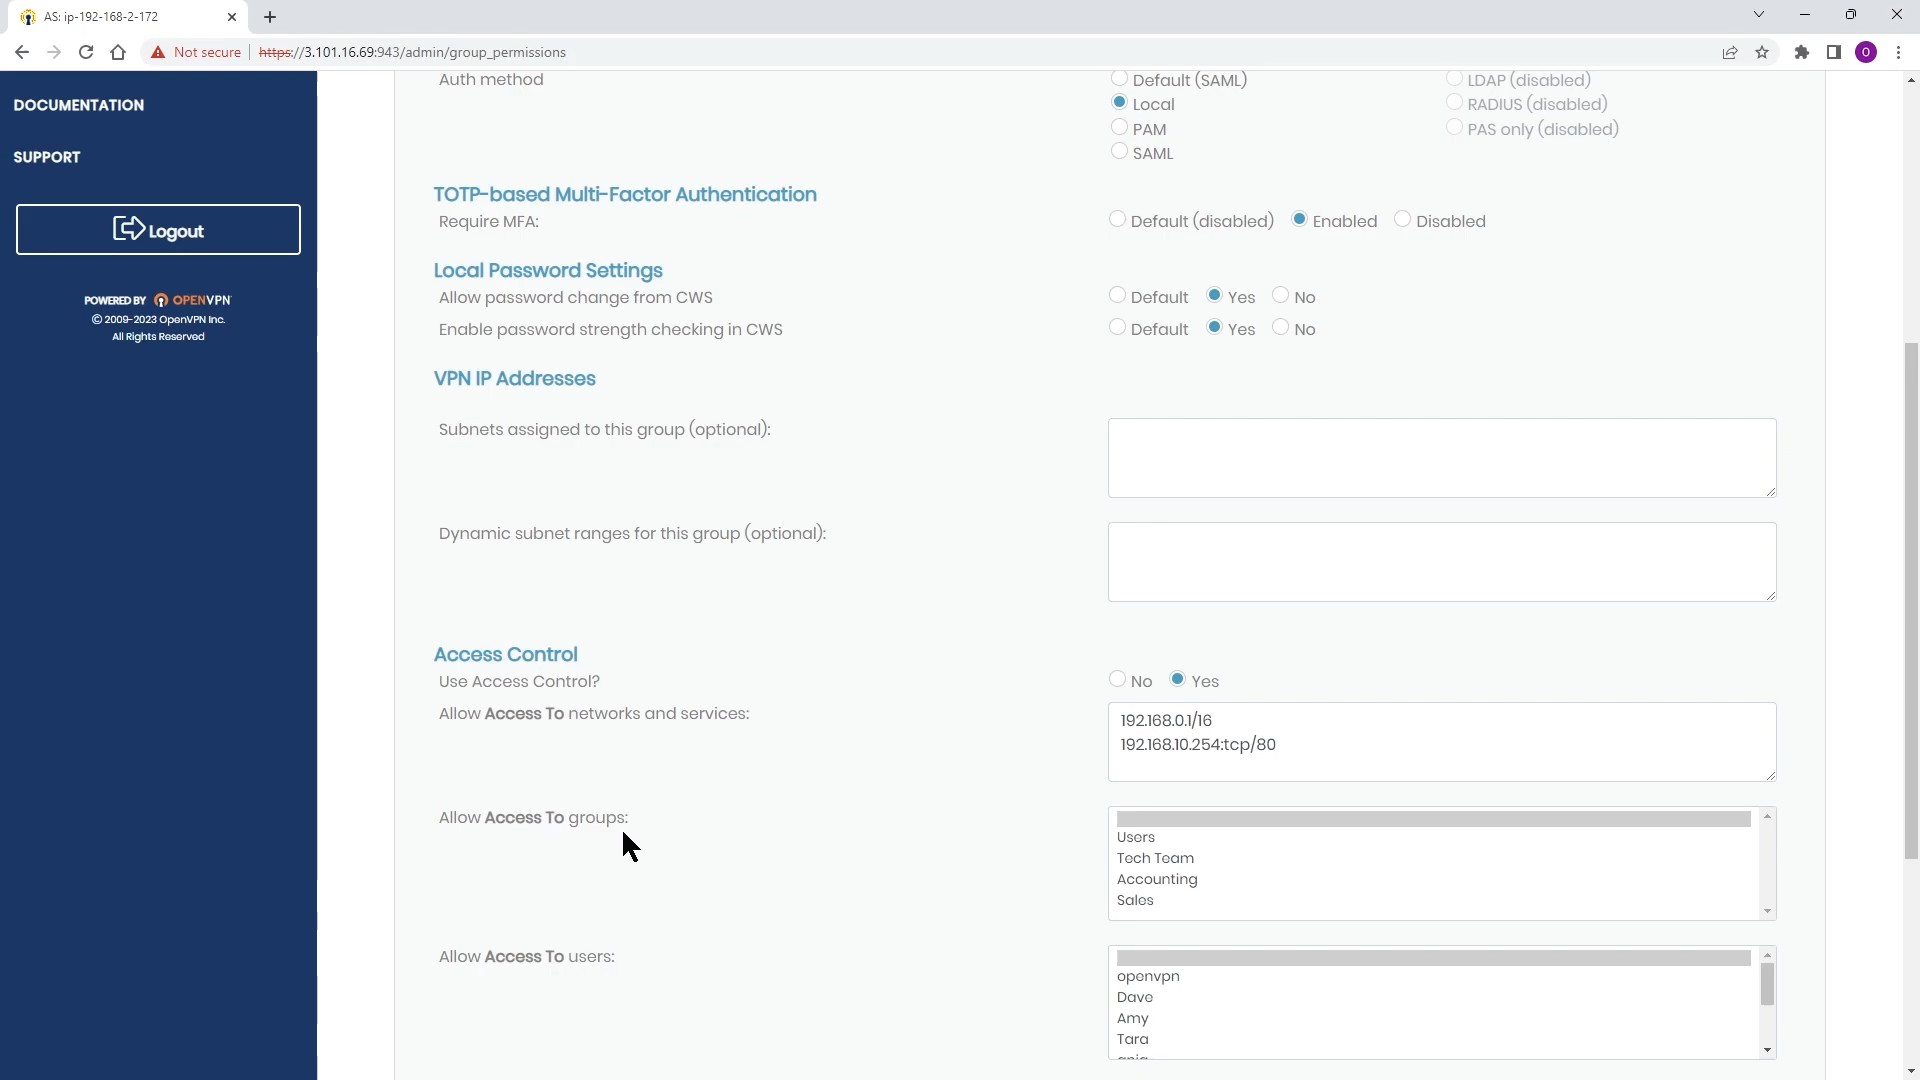 AS: ip-192-168-2-172
Not secure
https://3.101.16.69:943/admin/group_permissions
O
DOCUMENTATION
SUPPORT
Logout
POWERED BY OPENVPN
© 2009-2023 OpenVPN Inc.
All Rights Reserved
Auth method
Default (SAML)
LDAP (disabled)
Local
RADIUS (disabled)
PAM
PAS only (disabled)
SAML
TOTP-based Multi-Factor Authentication
Require MFA:
Default (disabled) Enabled Disabled
Local Password Settings
Allow password change from CWS
Default Yes No
Enable password strength checking in CWS
Default Yes No
VPN IP Addresses
Subnets assigned to this group (optional):
Dynamic subnet ranges for this group (optional):
Access Control
Use Access Control?
No Yes
Allow Access To networks and services:
192.168.0.1/16
192.168.10.254:tcp/80
Allow Access To groups:
Users
Tech Team
Accounting
Sales
Allow Access To users:
openvpn
Dave
Amy
Tara